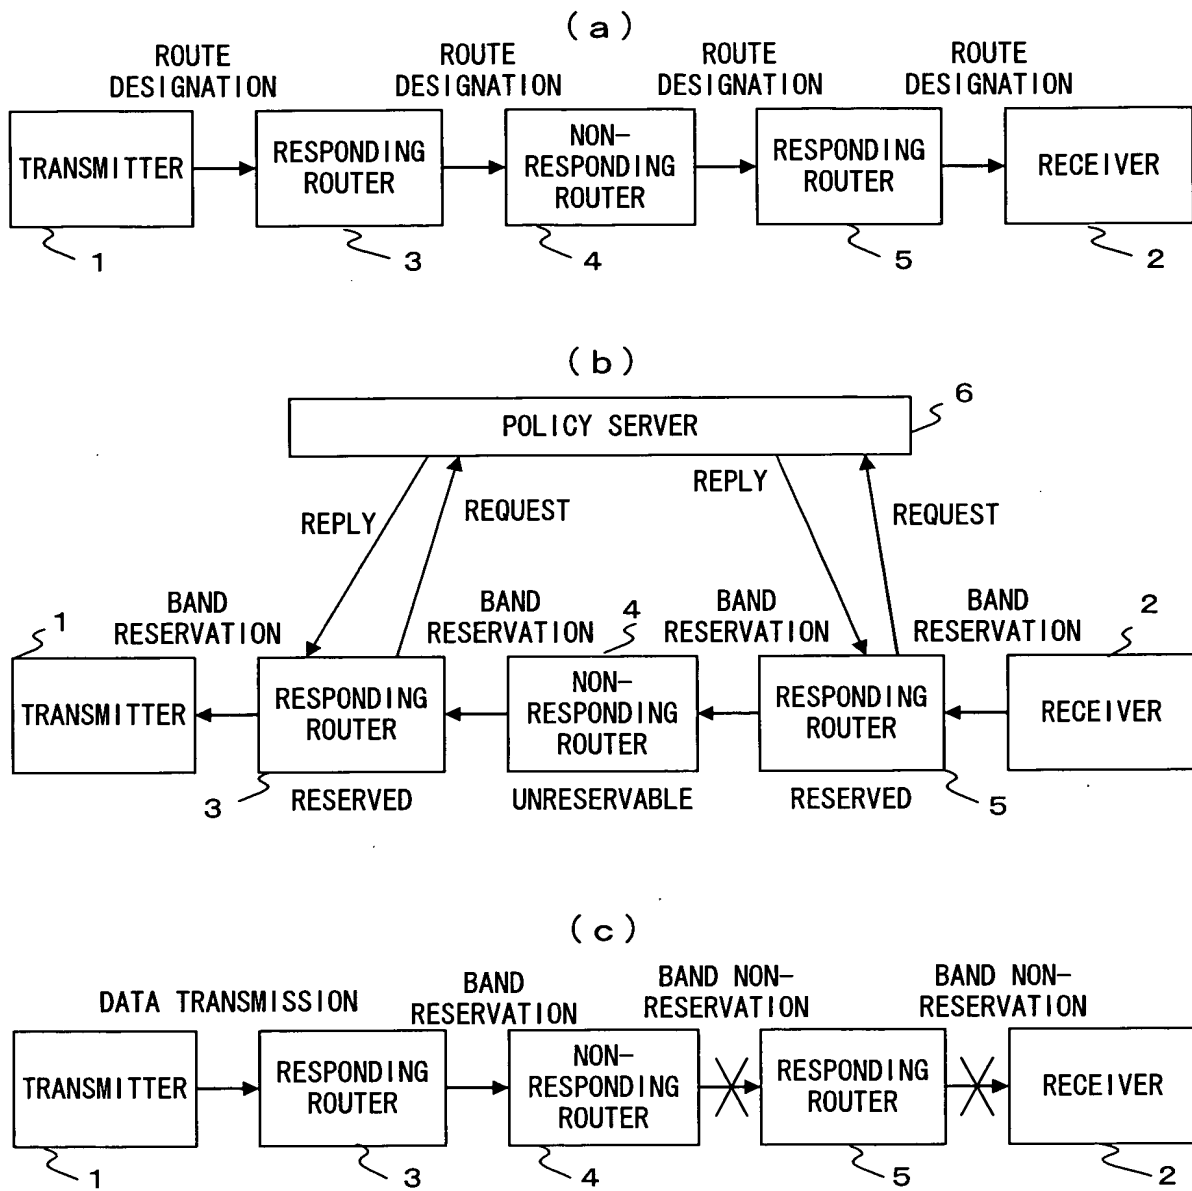 (a)
ROUTE DESIGNATION
ROUTE DESIGNATION
ROUTE DESIGNATION
ROUTE DESIGNATION
TRANSMITTER
RESPONDING ROUTER
NON-RESPONDING ROUTER
RESPONDING ROUTER
RECEIVER
1
3
4
5
2
(b)
6
POLICY SERVER
REPLY
REQUEST
REPLY
REQUEST
1
BAND RESERVATION
BAND RESERVATION
4
BAND RESERVATION
BAND RESERVATION
2
TRANSMITTER
RESPONDING ROUTER
NON-RESPONDING ROUTER
RESPONDING ROUTER
RECEIVER
3
RESERVED
UNRESERVABLE
RESERVED
5
(c)
DATA TRANSMISSION
BAND RESERVATION
BAND NON-RESERVATION
BAND NON-RESERVATION
TRANSMITTER
RESPONDING ROUTER
NON-RESPONDING ROUTER
RESPONDING ROUTER
RECEIVER
1
3
4
5
2